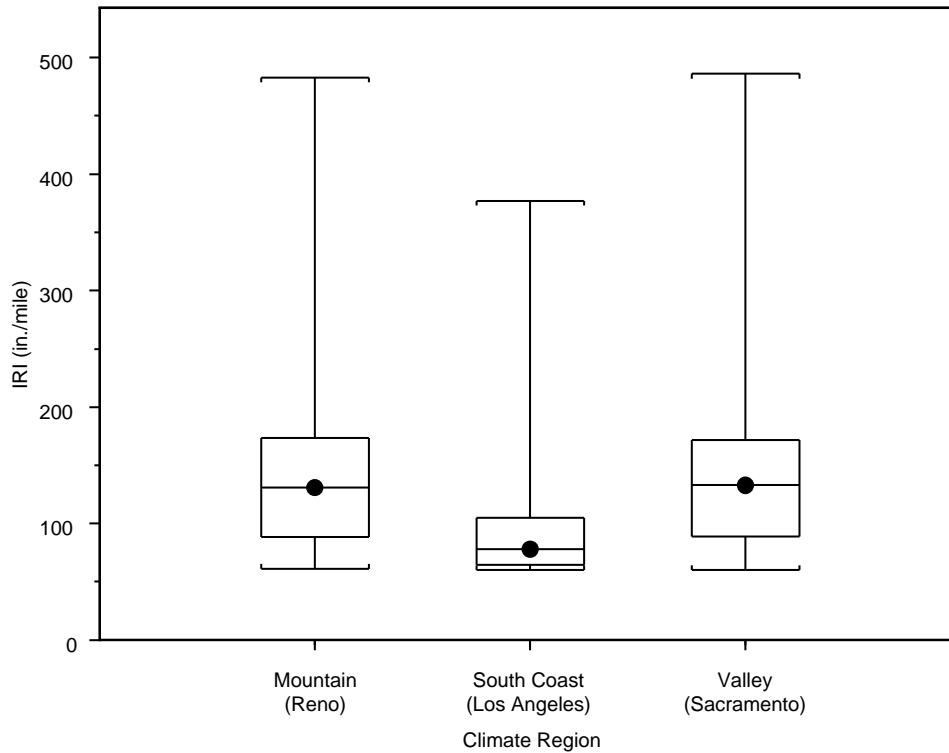 500
400
300
200
100
0
IRI (in./mile)
Mountain
(Reno)
South Coast
(Los Angeles)
Valley
(Sacramento)
Climate Region